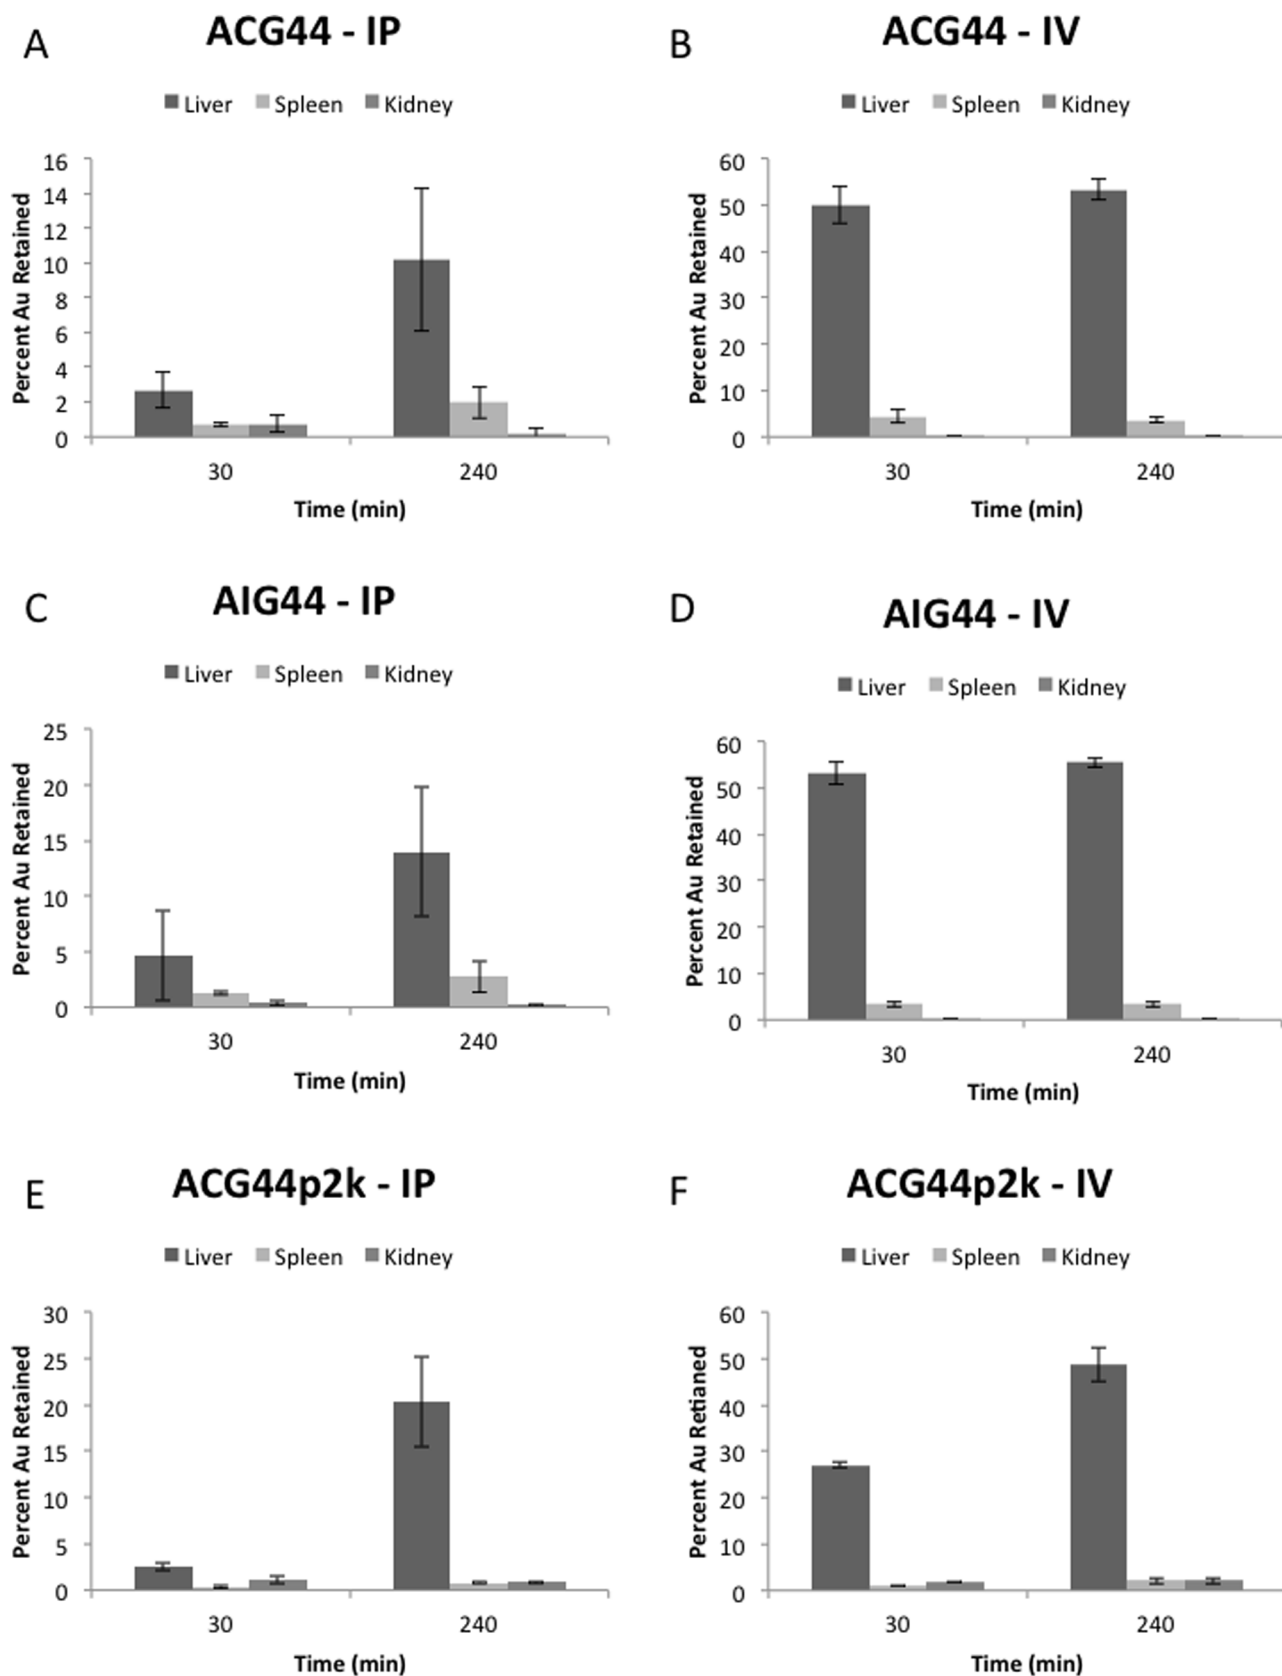 A
ACG44 - IP
Liver Spleen Kidney
Percent Au Retained
16
14
12
10
8
6
4
2
0
30 240
Time (min)
B
ACG44 - IV
Liver Spleen Kidney
Percent Au Retained
60
50
40
30
20
10
0
30 240
Time (min)
C
AIG44 - IP
Liver Spleen Kidney
Percent Au Retained
25
20
15
10
5
0
30 240
Time (min)
D
AIG44 - IV
Liver Spleen Kidney
Percent Au Retained
60
50
40
30
20
10
0
30 240
Time (min)
E
ACG44p2k - IP
Liver Spleen Kidney
Percent Au Retained
30
25
20
15
10
5
0
30 240
Time (min)
F
ACG44p2k - IV
Liver Spleen Kidney
Percent Au Retianed
60
50
40
30
20
10
0
30 240
Time (min)